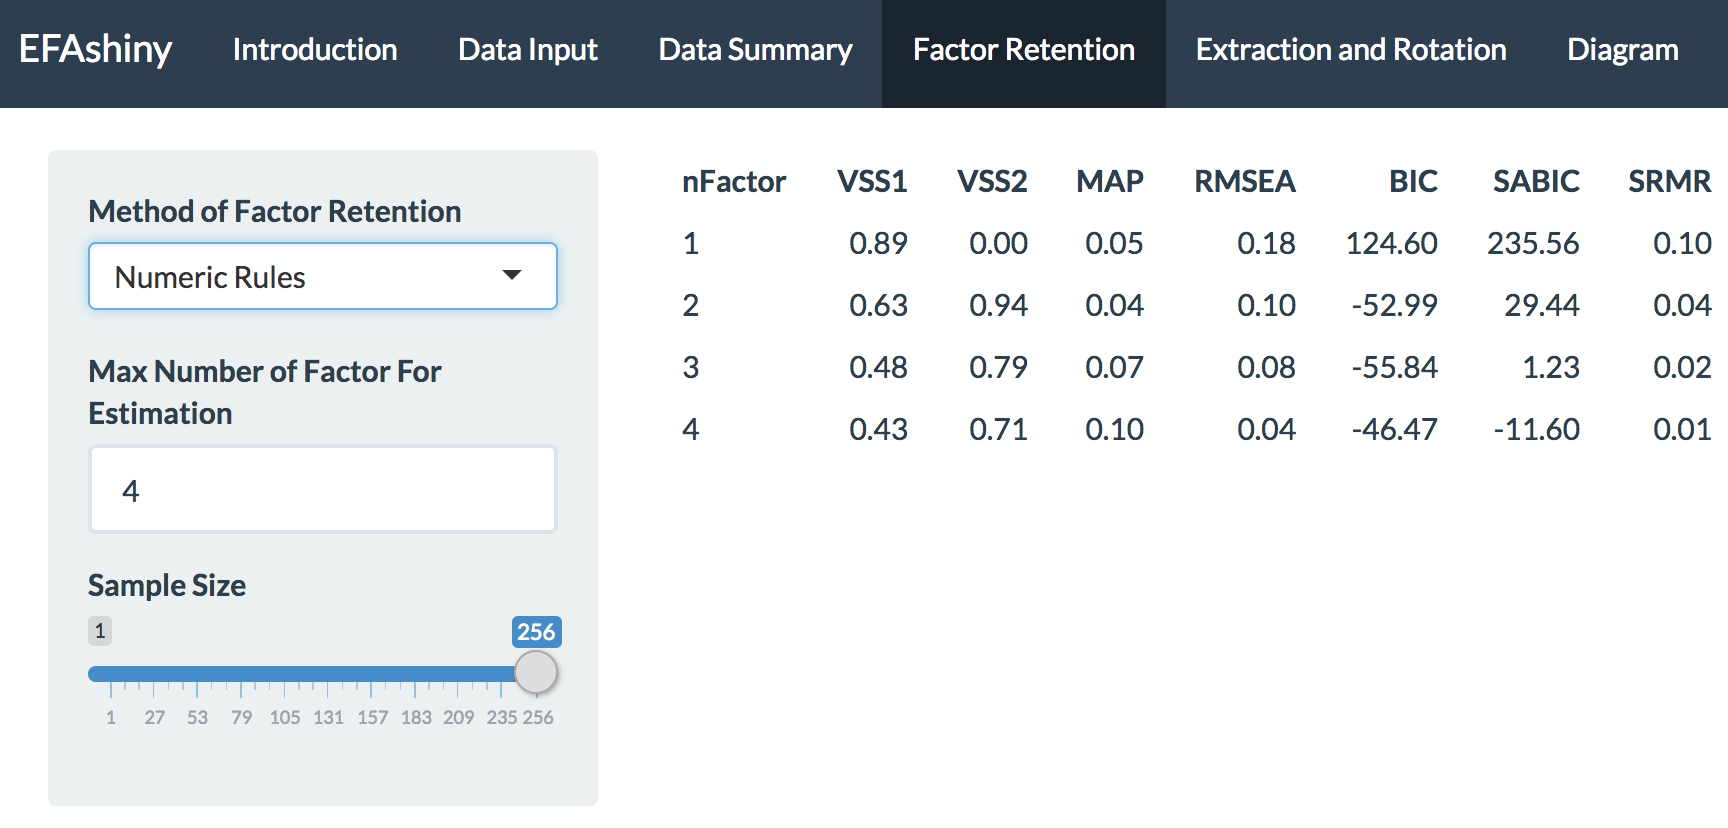 EFAshiny Introduction Data Input Data Summary Factor Retention Extraction and Rotation Diagram
Method of Factor Retention
Numeric Rules
Max Number of Factor For
Estimation
4
Sample Size
1 256
1 27 53 79 105 131 157 183 209 235 256
nFactor VSS1 VSS2 MAP RMSEA BIC SABIC SRMR
1 0.89 0.00 0.05 0.18 124.60 235.56 0.10
2 0.63 0.94 0.04 0.10 -52.99 29.44 0.04
3 0.48 0.79 0.07 0.08 -55.84 1.23 0.02
4 0.43 0.71 0.10 0.04 -46.47 -11.60 0.01